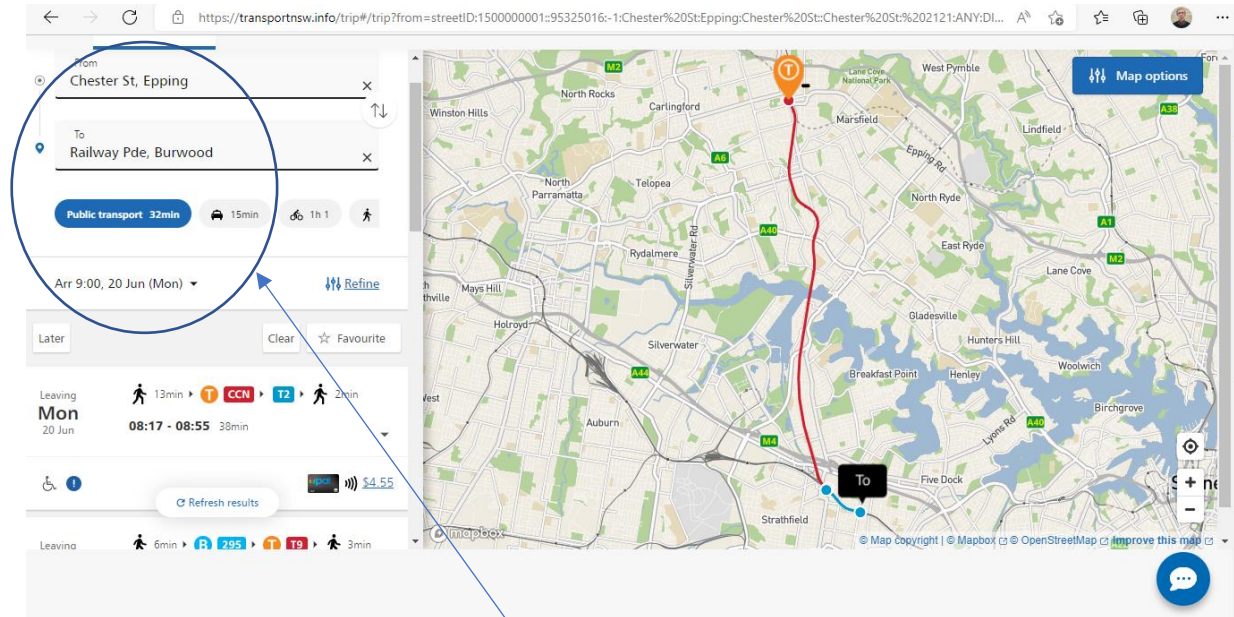 https://transportnsw.info/trip#/trip?from=streetID:1500000001::95325016:-1:Chester%20St:Epping:Chester%20St::Chester%20St:%202121:ANY:DI...
From
Chester St, Epping
To
Railway Pde, Burwood
Public transport 32min
15min
1h 1
Arr 9:00, 20 Jun (Mon)
Refine
Later
Clear
Favourite
Leaving
Mon
20 Jun
13min T CCN T2 2min
08:17 - 08:55 38min
$4.55
Refresh results
Leaving
6min B 295 T T9 3min
Map options
M2
T
Lane Cove
National Park
West Pymble
North Rocks
Carlingford
Winston Hills
Marsfield
A38
Lindfield
Epping Rd
A6
North
Parramatta
Telopea
North Ryde
A40
A1
Rydalmere
Silverwater Rd
East Ryde
M2
Lane Cove
Mays Hill
thville
Holroyd
Gladesville
Silverwater
Hunters Hill
Woolwich
A44
Breakfast Point
Henley
Birchgrove
Lyons Rd
A40
Auburn
M4
To
Five Dock
Strathfield
mapbox
© Map copyright | © Mapbox © OpenStreetMap Improve this map